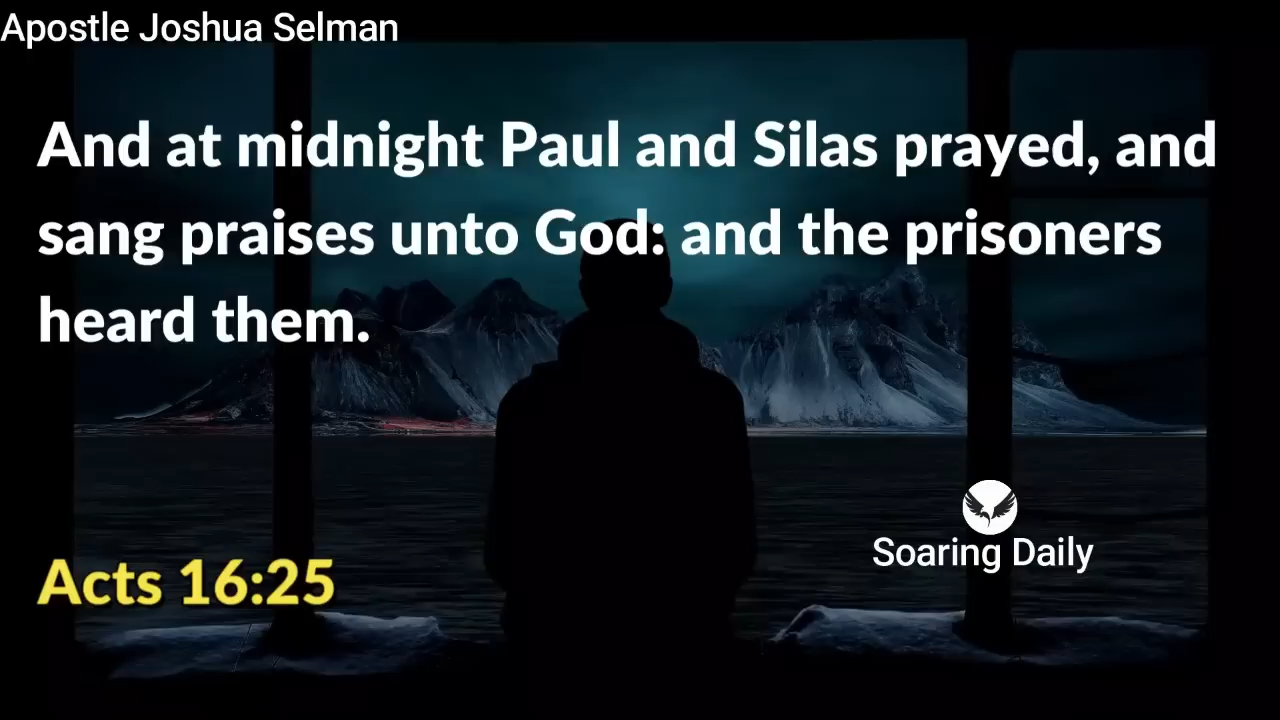 Apostle Joshua Selman
And at midnight Paul and Silas prayed, and
sang praises unto God: and the prisoners
heard them.
Soaring Daily
Acts 16:25